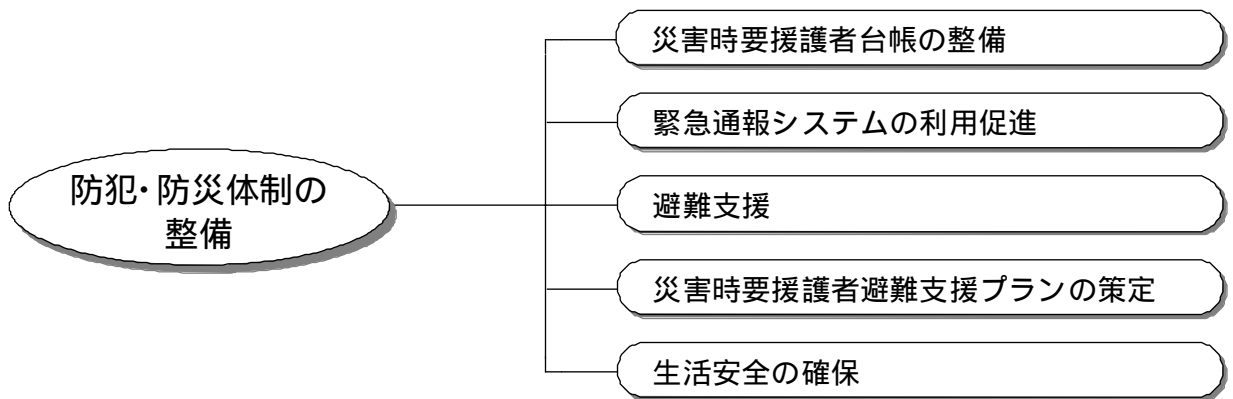 防犯・防災体制の
整備
災害時要援護者台帳の整備
緊急通報システムの利用促進
避難支援
災害時要援護者避難支援プランの策定
生活安全の確保